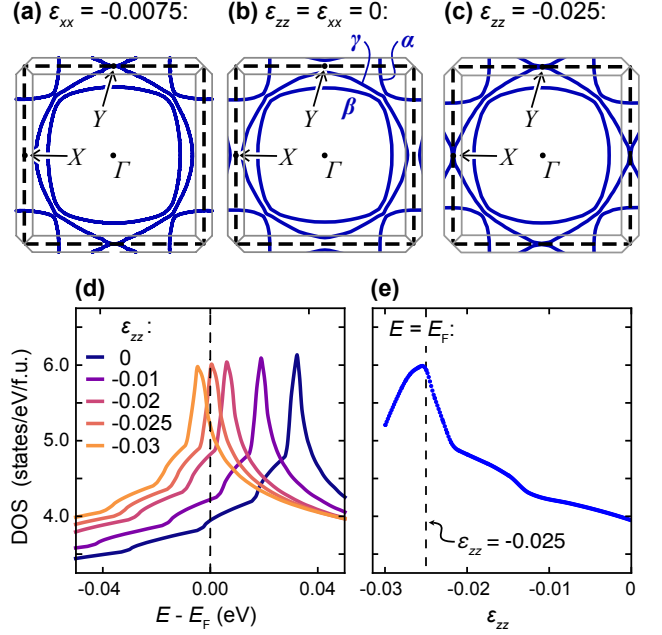 (a) εxx = -0.0075:
(b) εzz = εxx = 0:
(c) εzz = -0.025:
γ α
β
Y
X Γ
Y
X Γ
Y
X Γ
(d)
εzz:
0
-0.01
-0.02
-0.025
-0.03
6.0
5.0
4.0
DOS (states/eV/f.u.)
-0.04 0.00 0.04
E - EF (eV)
(e)
E = EF:
εzz = -0.025
-0.03 -0.02 -0.01 0
εzz